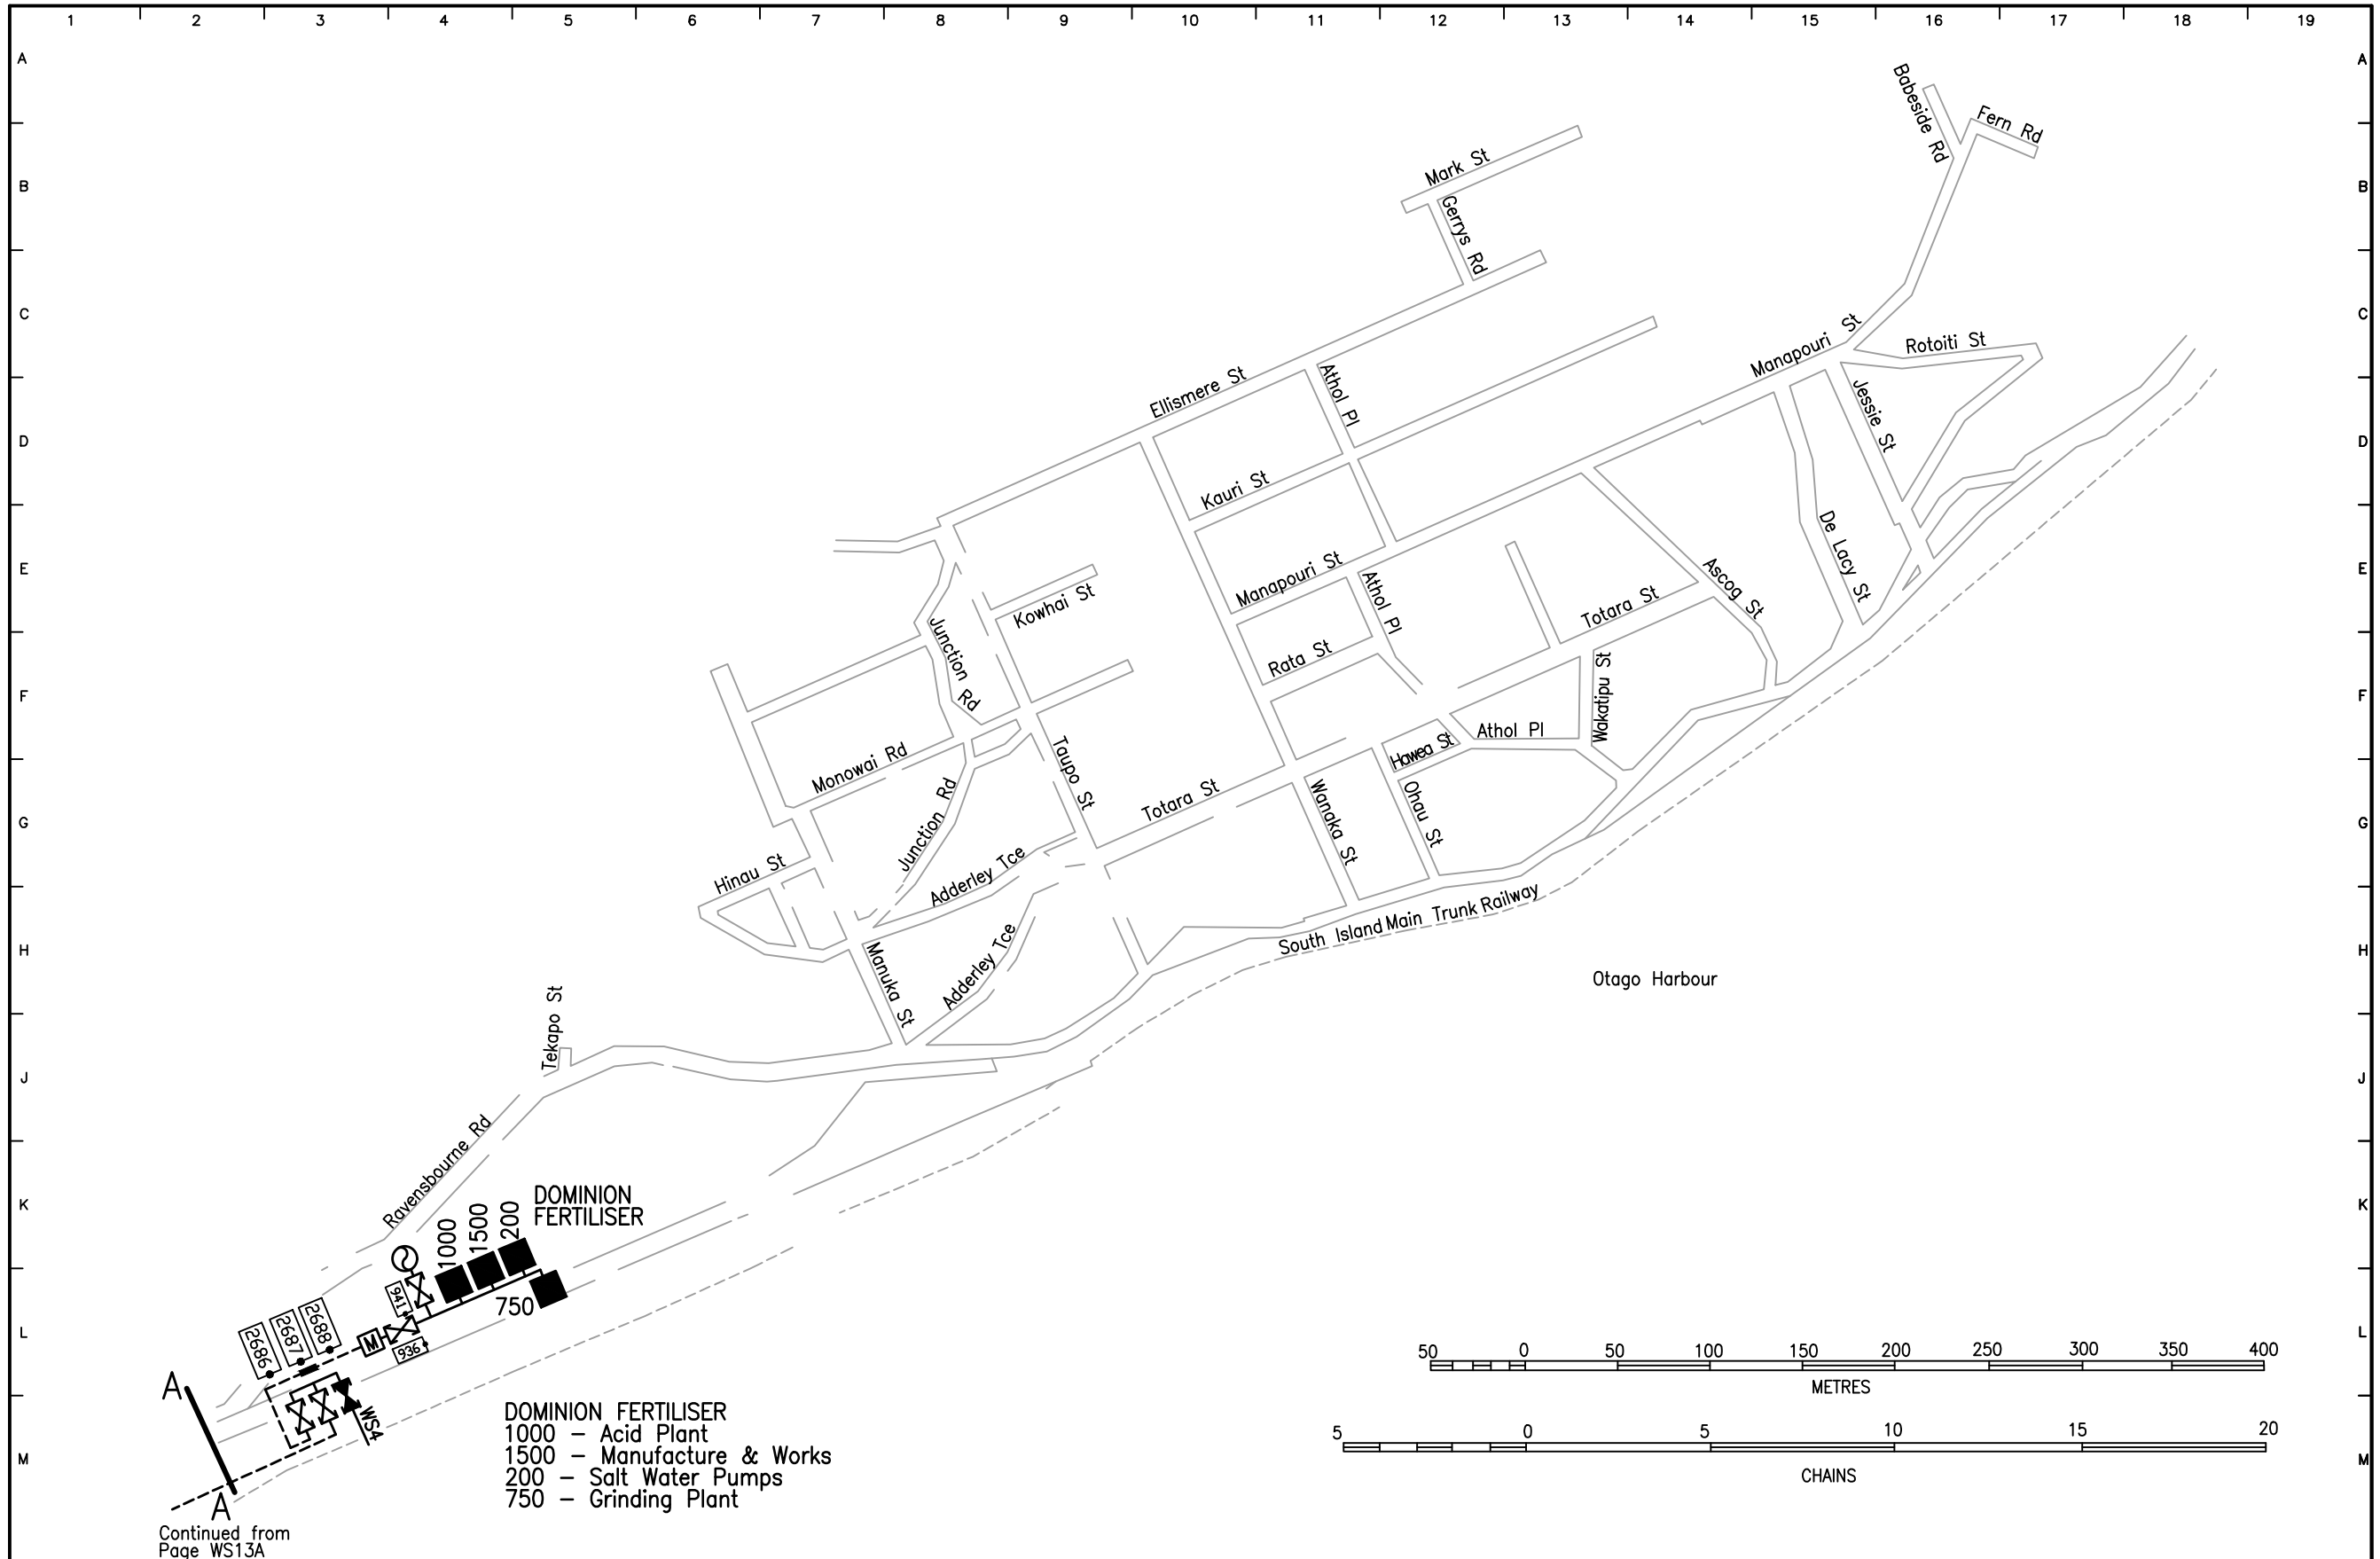 1 2 3 4 5 6 7 8 9 10 11 12 13 14 15 16 17 18 19
A A
Babeside Rd
Fern Rd
B B
Mark St
Gerrys Rd
C C
Manapouri St
Rotoiti St
Ellismere St
Athol Pl
Jessie St
D D
Kauri St
De Lacy St
E E
Manapouri St
Athol Pl
Ascog St
Kowhai St
Totara St
Junction
Rd
Rata St
F F
Wakatipu St
Athol Pl
Hawea St
Monowai Rd
Taupo St
Totara St
Wanaka St
Ohau St
G G
Junction Rd
Adderley Tce
Hinau St
South Island Main Trunk Railway
H H
Manuka St
Adderley Tce
Otago Harbour
Tekapo St
J J
Ravensbourne Rd
K K
1000
1500
200
DOMINION
FERTILISER
941
750
L L
2686
2687
2688
M
936
50 0 50 100 150 200 250 300 350 400
METRES
A
WS4
DOMINION FERTILISER
1000 – Acid Plant
1500 – Manufacture & Works
200 – Salt Water Pumps
750 – Grinding Plant
5 0 5 10 15 20
CHAINS
M M
A
Continued from
Page WS13A